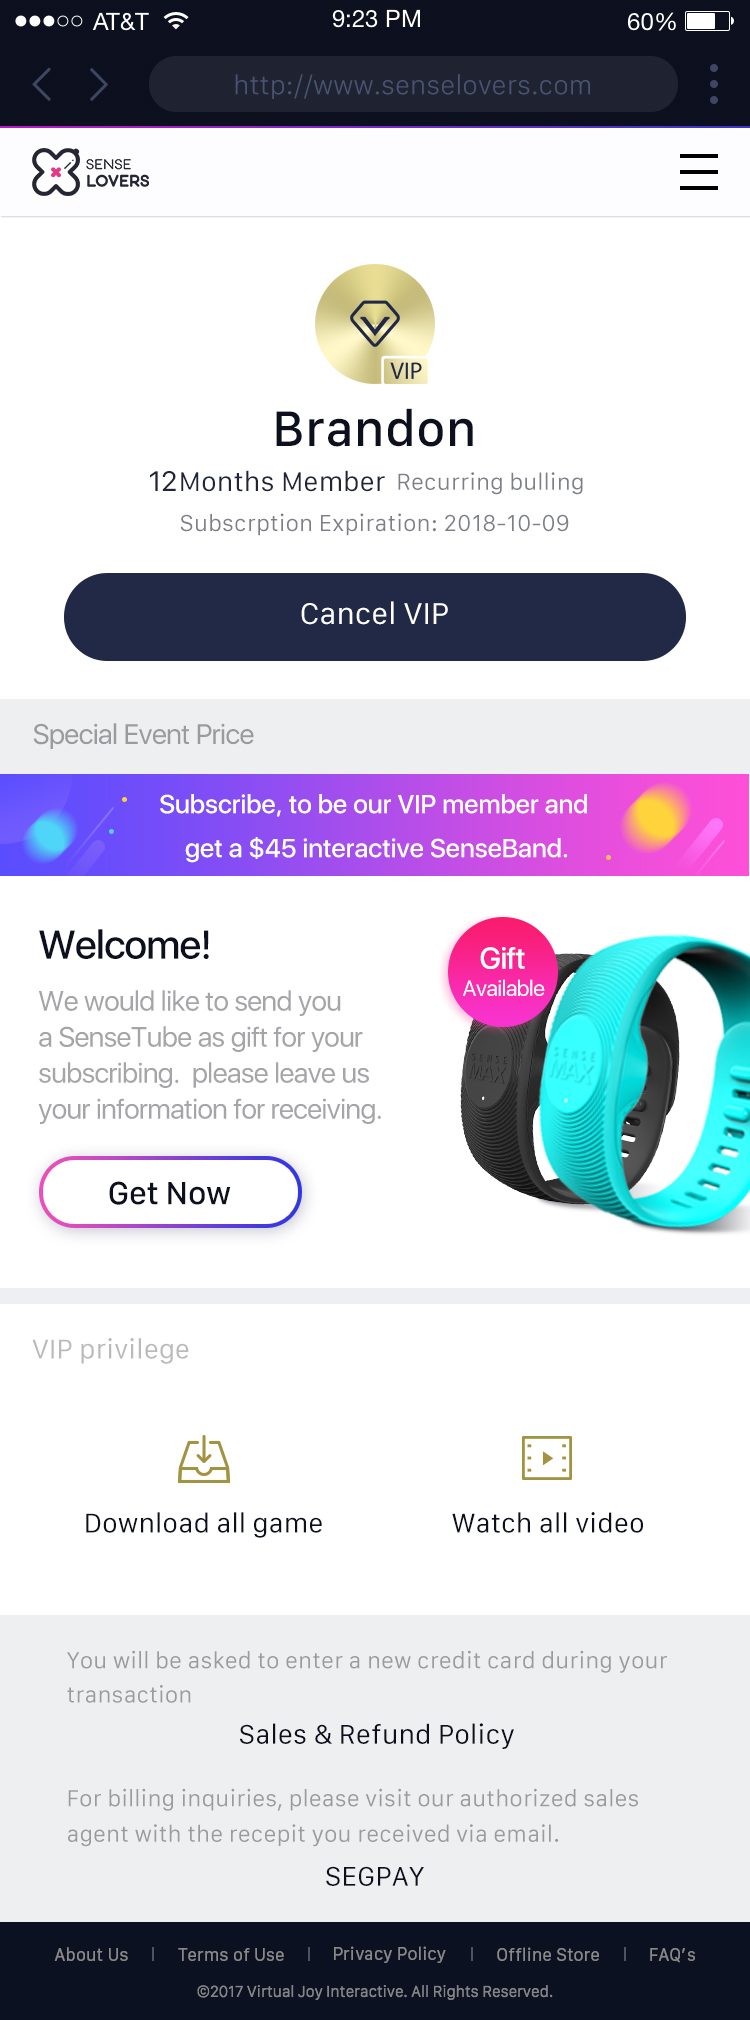 AT&T 9:23 PM 60%
http://www.senselovers.com
SENSE
LOVERS
VIP
Brandon
12Months Member Recurring bulling
Subscrption Expiration: 2018-10-09
Cancel VIP
Special Event Price
Subscribe, to be our VIP member and
get a $45 interactive SenseBand.
Welcome!
We would like to send you
a SenseTube as gift for your
subscribing. please leave us
your information for receiving.
Get Now
Gift
Available
SENSE
MAX
SENSE
MAX
VIP privilege
Download all game
Watch all video
You will be asked to enter a new credit card during your
transaction
Sales & Refund Policy
For billing inquiries, please visit our authorized sales
agent with the recepit you received via email.
SEGPAY
About Us | Terms of Use | Privacy Policy | Offline Store | FAQ's
©2017 Virtual Joy Interactive. All Rights Reserved.